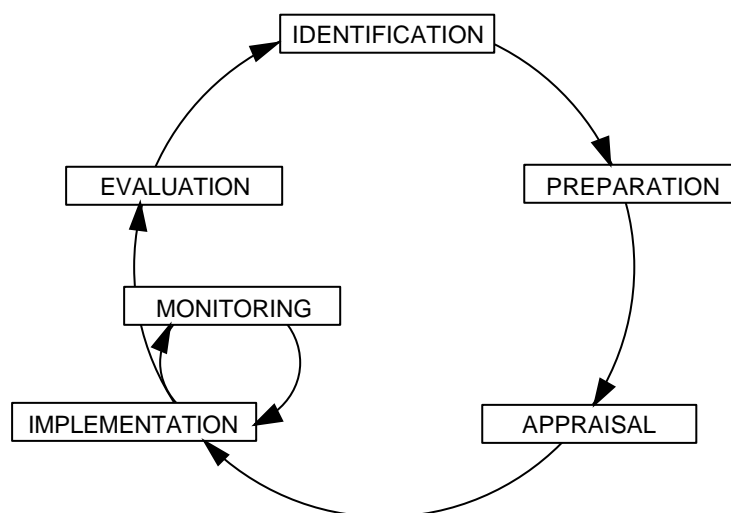 IDENTIFICATION
EVALUATION
PREPARATION
MONITORING
IMPLEMENTATION
APPRAISAL